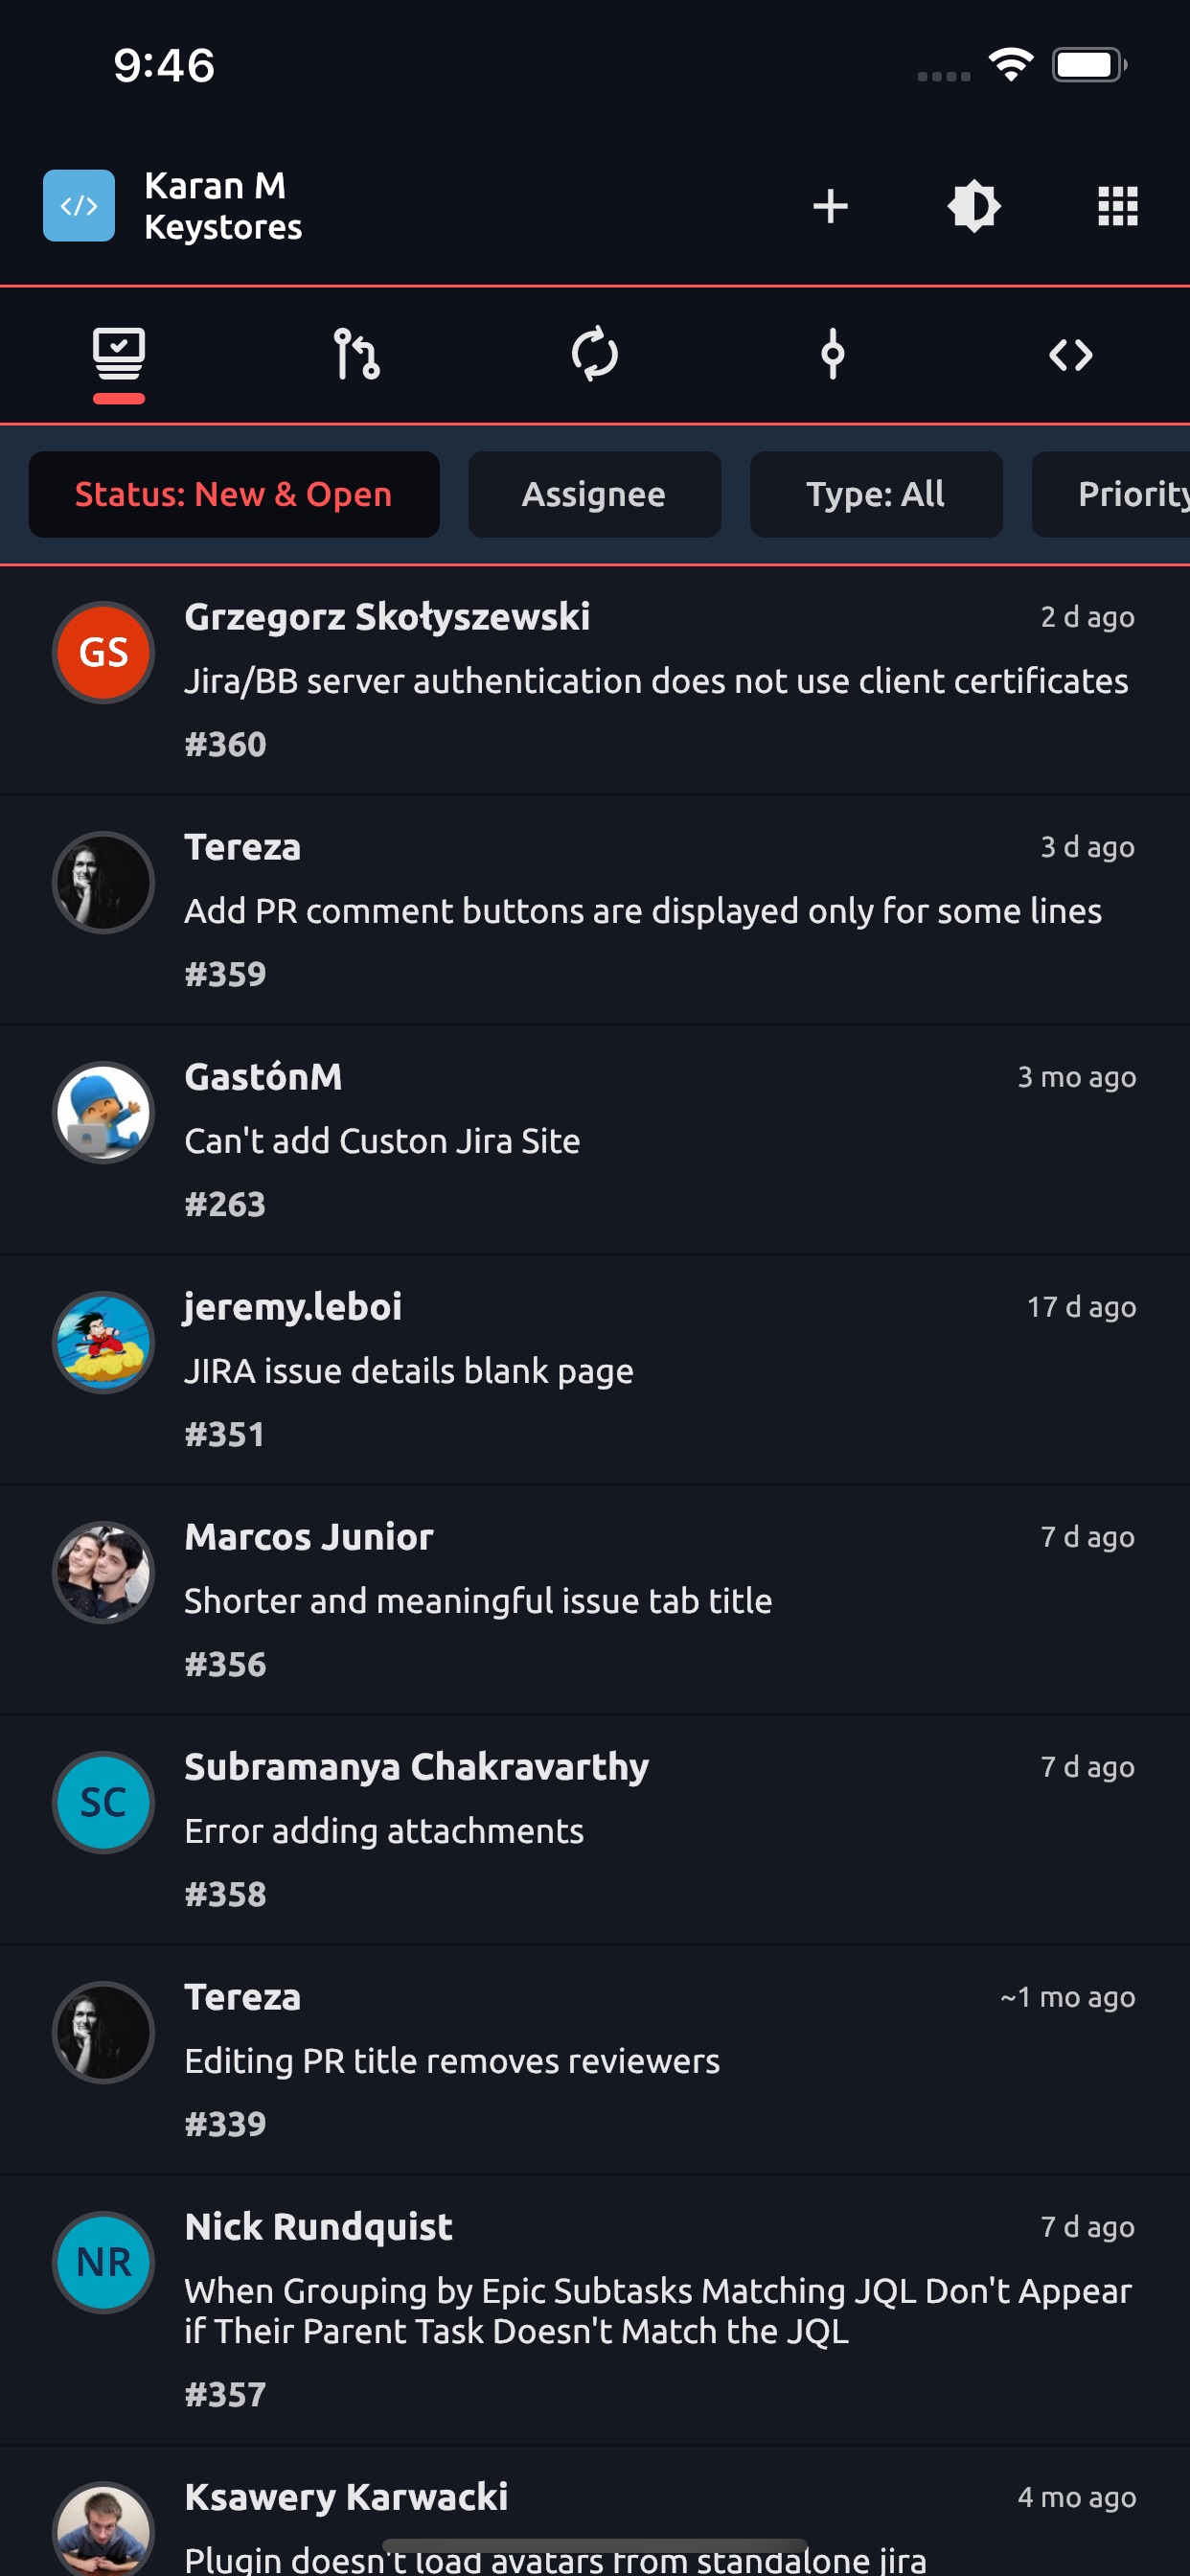 9:46
Karan M
Keystores
Status: New & Open
Assignee
Type: All
Priority
GS
Grzegorz Skołyszewski
2 d ago
Jira/BB server authentication does not use client certificates
#360
Tereza
3 d ago
Add PR comment buttons are displayed only for some lines
#359
GastónM
3 mo ago
Can't add Custon Jira Site
#263
jeremy.leboi
17 d ago
JIRA issue details blank page
#351
Marcos Junior
7 d ago
Shorter and meaningful issue tab title
#356
SC
Subramanya Chakravarthy
7 d ago
Error adding attachments
#358
Tereza
~1 mo ago
Editing PR title removes reviewers
#339
NR
Nick Rundquist
7 d ago
When Grouping by Epic Subtasks Matching JQL Don't Appear
if Their Parent Task Doesn't Match the JQL
#357
Ksawery Karwacki
4 mo ago
Plugin doesn't load avatars from standalone jira